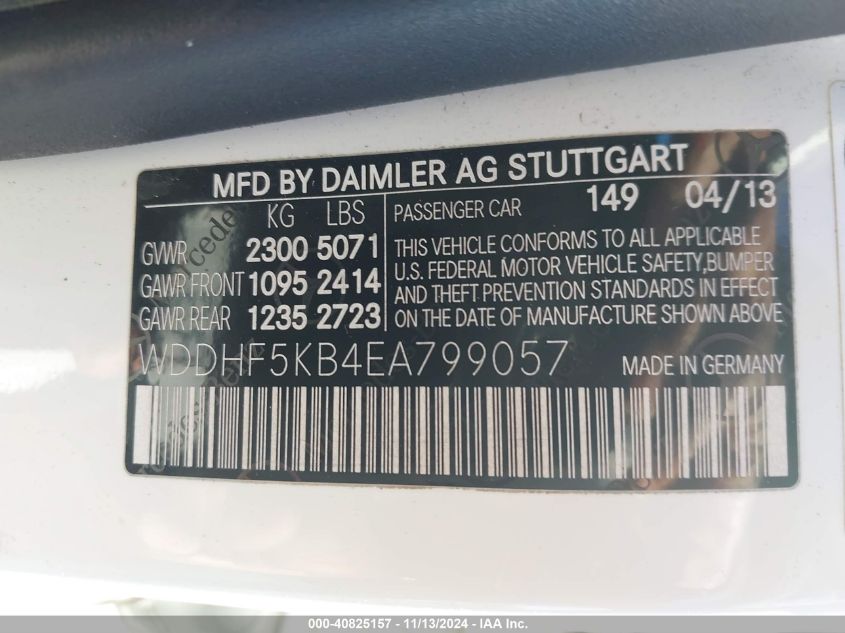 MFD BY DAIMLER AG STUTTGART
KG LBS PASSENGER CAR 149 04/13
GVWR 2300 5071 THIS VEHICLE CONFORMS TO ALL APPLICABLE
U.S. FEDERAL MOTOR VEHICLE SAFETY,BUMPER
GAWR FRONT 1095 2414 AND THEFT PREVENTION STANDARDS IN EFFECT
GAWR REAR 1235 2723 ON THE DATE OF MANUFACTURE SHOWN ABOVE
WDDHF5KB4EA799057 MADE IN GERMANY
000-40825157 - 11/13/2024 - IAA, Inc.